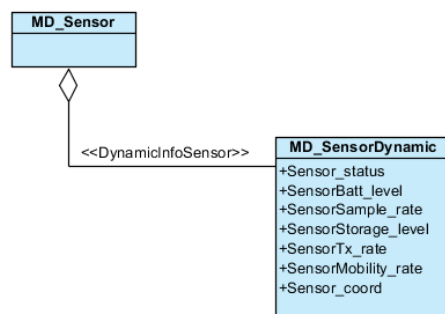 MD_Sensor
<<DynamicInfoSensor>>
MD_SensorDynamic
+Sensor_status
+SensorBatt_level
+SensorSample_rate
+SensorStorage_level
+SensorTx_rate
+SensorMobility_rate
+Sensor_coord